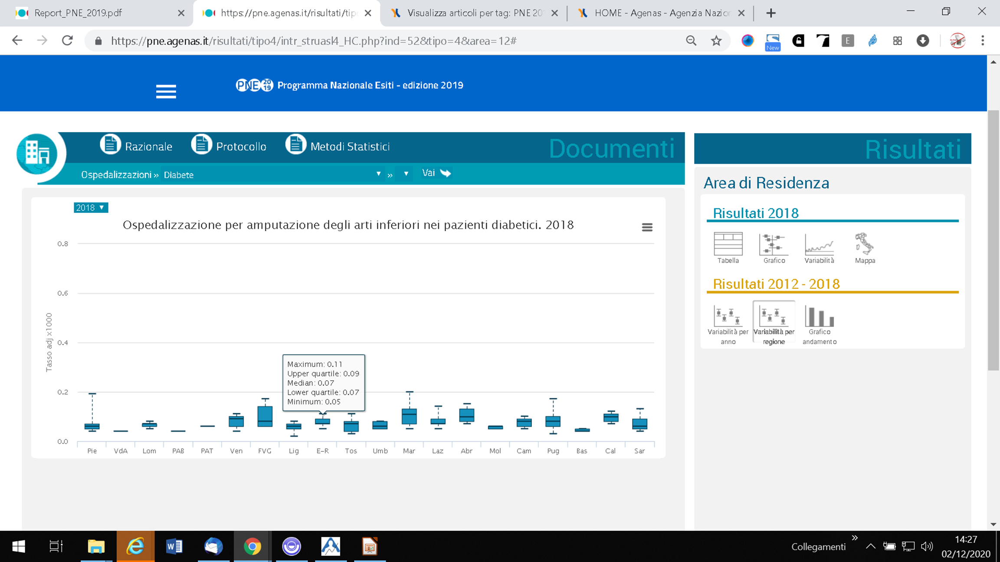 Report_PNE_2019.pdf
https://pne.agenas.it/risultati/tip
Visualizza articoli per tag: PNE 20
HOME - Agenas - Agenzia Nazion
https://pne.agenas.it/risultati/tipo4/intr_struasl4_HC.php?ind=52&tipo=4&area=12#
E
New
PNE 2019 Programma Nazionale Esiti - edizione 2019
Razionale
Protocollo
Metodi Statistici
Documenti
Ospedalizzazioni »
Diabete
»
Vai
2018
Ospedalizzazione per amputazione degli arti inferiori nei pazienti diabetici. 2018
Tasso adj x1000
0.8
0.6
0.4
0.2
0.0
Maximum: 0.11
Upper quartile: 0.09
Median: 0.07
Lower quartile: 0.07
Minimum: 0.05
Pie VdA Lom PAB PAT Ven FVG Lig E-R Tos Umb Mar Laz Abr Mol Cam Pug Bas Cal Sar
Risultati
Area di Residenza
Risultati 2018
Tabella
Grafico
Variabilità
Mappa
Risultati 2012 - 2018
Variabilità per
anno
Variabilità per
regione
Grafico
andamento
Collegamenti
14:27
02/12/2020